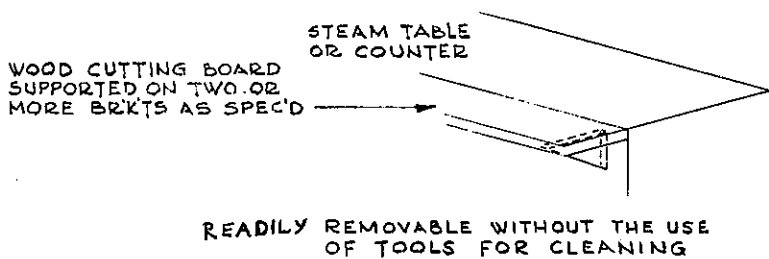 STEAM TABLE
OR COUNTER
WOOD CUTTING BOARD
SUPPORTED ON TWO OR
MORE BR'K'TS AS SPEC'D
READILY REMOVABLE WITHOUT THE USE
OF TOOLS FOR CLEANING